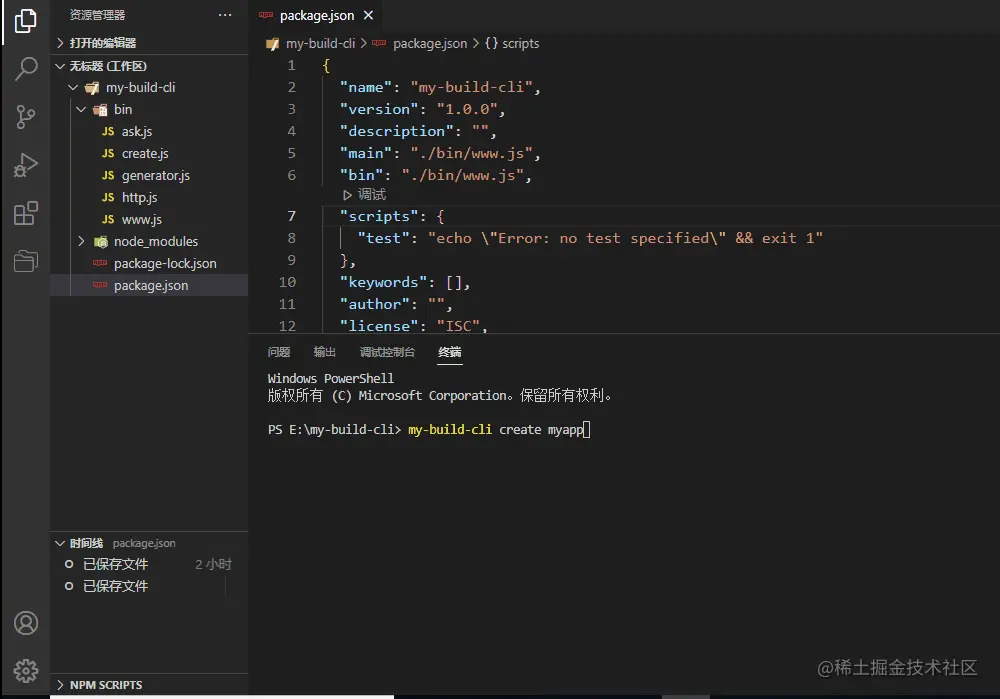 资源管理器
打开的编辑器
无标题 (工作区)
my-build-cli
bin
JS ask.js
JS create.js
JS generator.js
JS http.js
JS www.js
node_modules
package-lock.json
package.json
时间线 package.json
已保存文件 2 小时
已保存文件
NPM SCRIPTS
package.json
my-build-cli > package.json > {} scripts
1 {
2 "name": "my-build-cli",
3 "version": "1.0.0",
4 "description": "",
5 "main": "./bin/www.js",
6 "bin": "./bin/www.js",
调试
7 "scripts": {
8 "test": "echo \"Error: no test specified\" && exit 1"
9 },
10 "keywords": [],
11 "author": "",
12 "license": "ISC",
问题 输出 调试控制台 终端
Windows PowerShell
版权所有 (C) Microsoft Corporation。保留所有权利。
PS E:\my-build-cli> my-build-cli create myapp
@稀土掘金技术社区